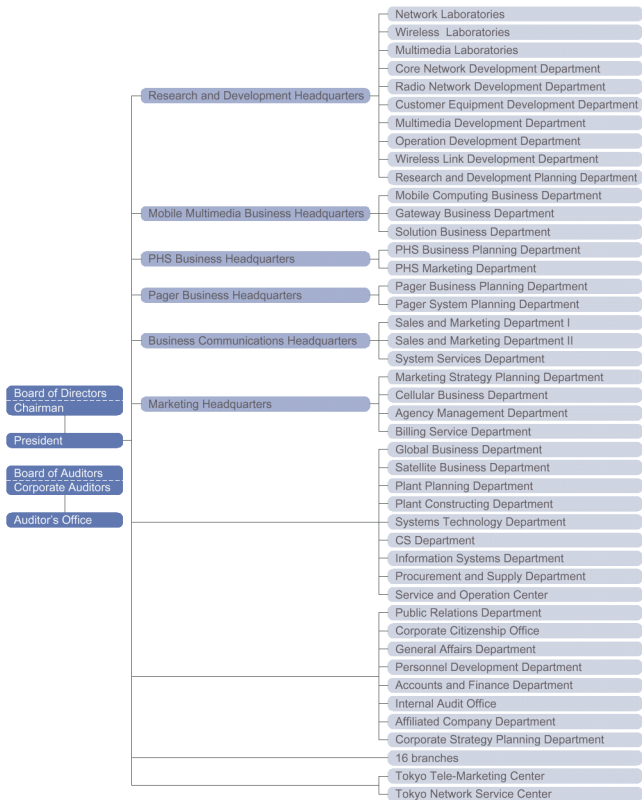 Board of Directors
Chairman
President
Board of Auditors
Corporate Auditors
Auditor's Office
Research and Development Headquarters
Network Laboratories
Wireless Laboratories
Multimedia Laboratories
Core Network Development Department
Radio Network Development Department
Customer Equipment Development Department
Multimedia Development Department
Operation Development Department
Wireless Link Development Department
Research and Development Planning Department
Mobile Multimedia Business Headquarters
Mobile Computing Business Department
Gateway Business Department
Solution Business Department
PHS Business Headquarters
PHS Business Planning Department
PHS Marketing Department
Pager Business Headquarters
Pager Business Planning Department
Pager System Planning Department
Business Communications Headquarters
Sales and Marketing Department I
Sales and Marketing Department II
System Services Department
Marketing Headquarters
Marketing Strategy Planning Department
Cellular Business Department
Agency Management Department
Billing Service Department
Global Business Department
Satellite Business Department
Plant Planning Department
Plant Constructing Department
Systems Technology Department
CS Department
Information Systems Department
Procurement and Supply Department
Service and Operation Center
Public Relations Department
Corporate Citizenship Office
General Affairs Department
Personnel Development Department
Accounts and Finance Department
Internal Audit Office
Affiliated Company Department
Corporate Strategy Planning Department
16 branches
Tokyo Tele-Marketing Center
Tokyo Network Service Center